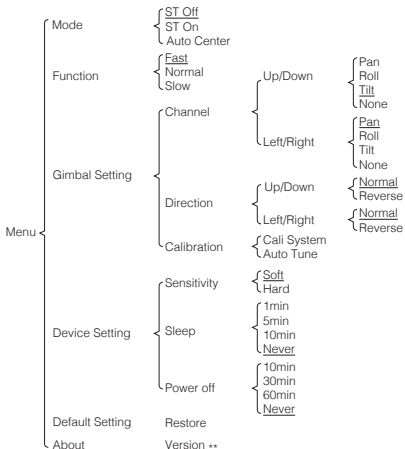 Menu
Mode
ST Off
ST On
Auto Center
Function
Fast
Normal
Slow
Gimbal Setting
Channel
Up/Down
Pan
Roll
Tilt
None
Left/Right
Pan
Roll
Tilt
None
Direction
Up/Down
Normal
Reverse
Left/Right
Normal
Reverse
Calibration
Cali System
Auto Tune
Device Setting
Sensitivity
Soft
Hard
Sleep
1min
5min
10min
Never
Power off
10min
30min
60min
Never
Default Setting
Restore
About
Version **